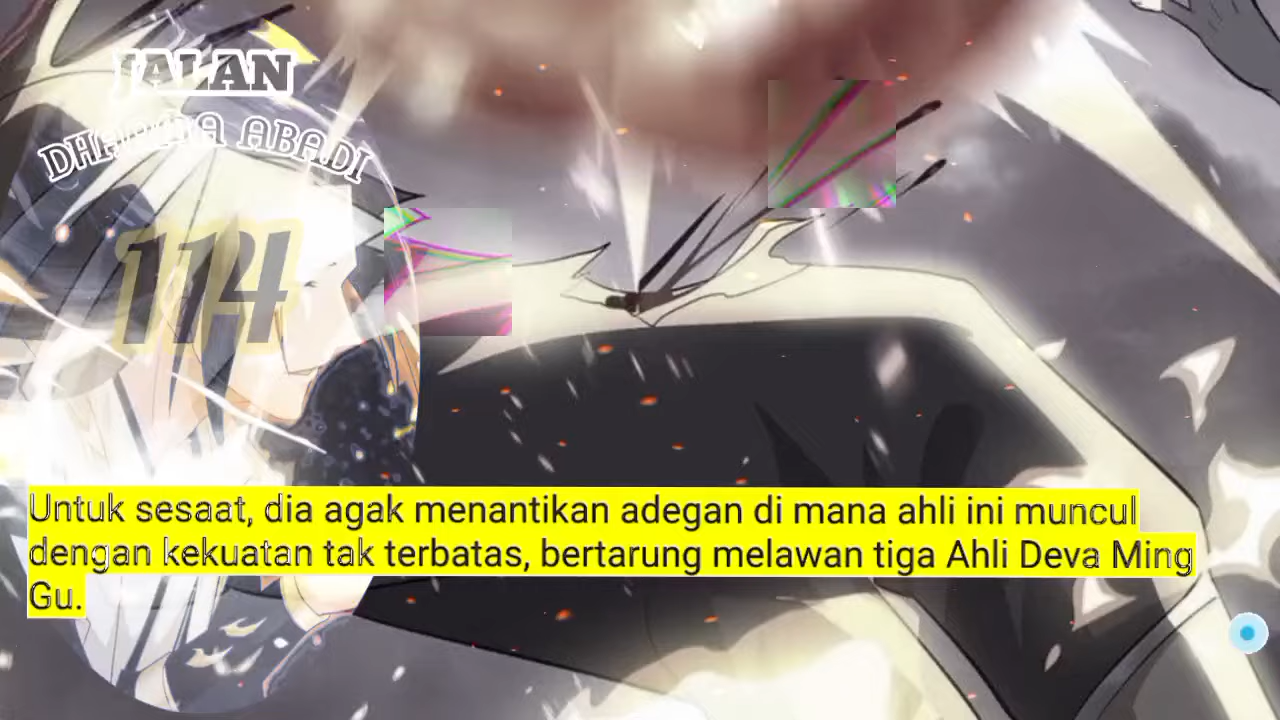 JALAN
DHARMA ABADI
114
Untuk sesaat, dia agak menantikan adegan di mana ahli ini muncul
dengan kekuatan tak terbatas, bertarung melawan tiga Ahli Deva Ming
Gu.